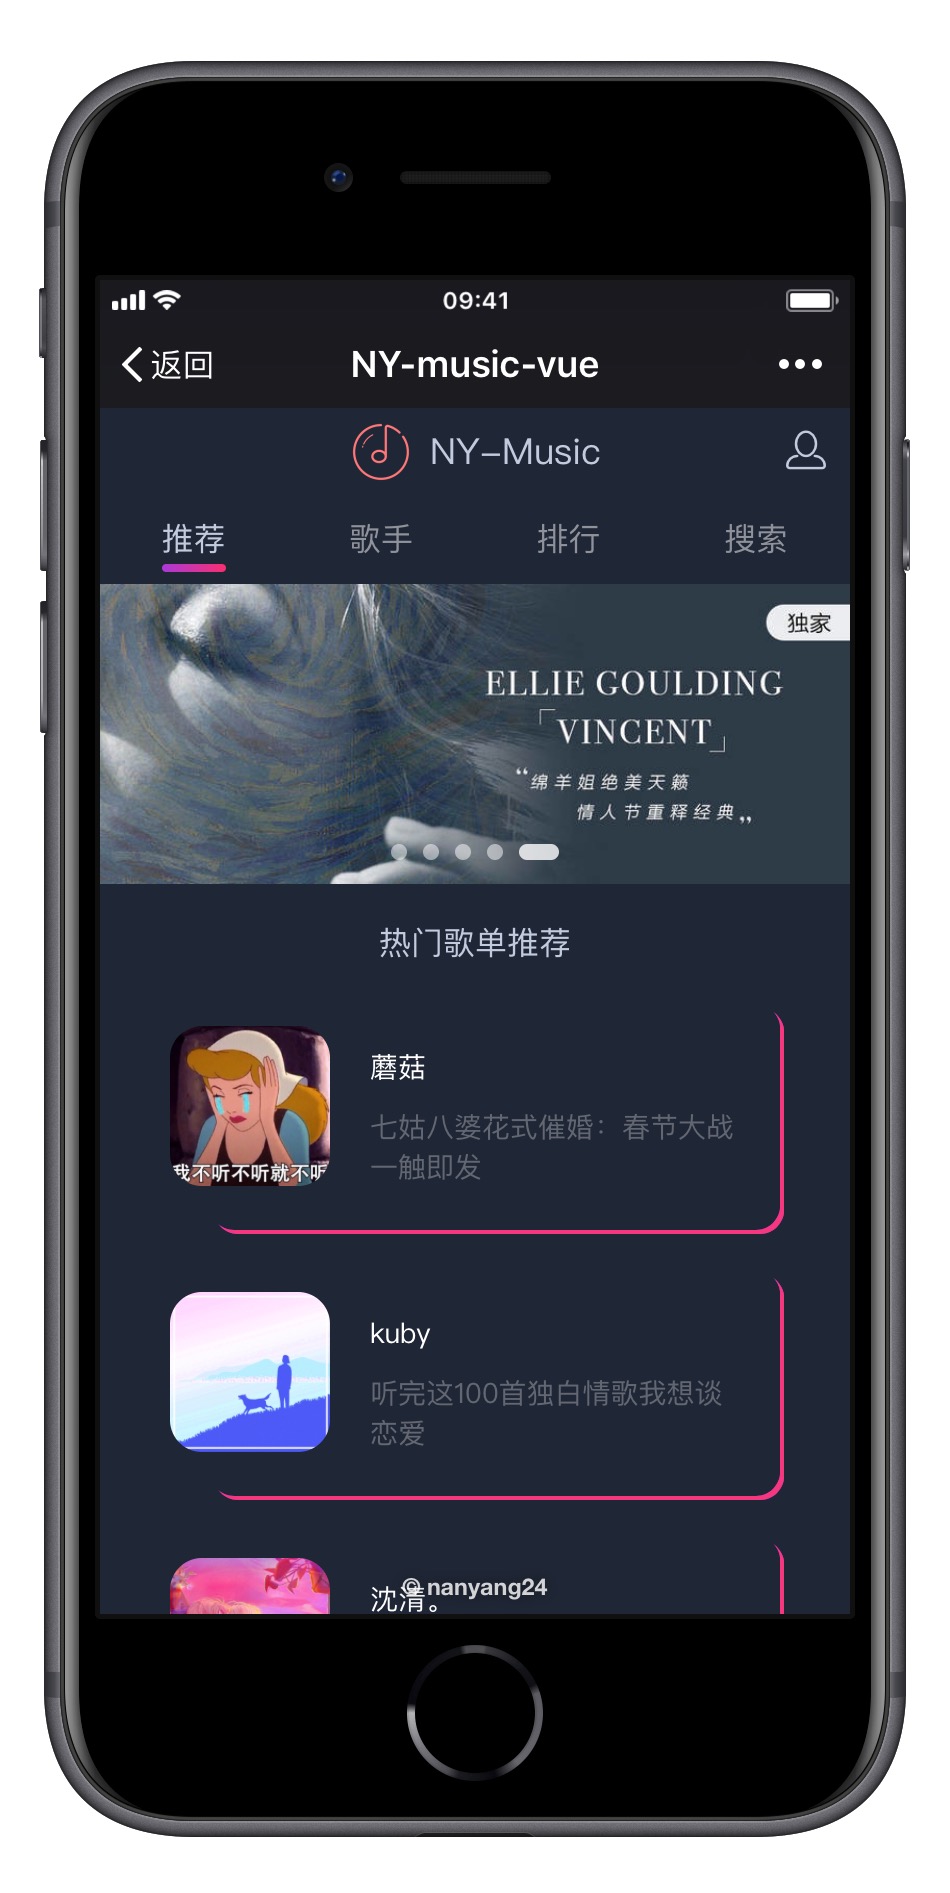 09:41
返回
NY-music-vue
NY-Music
推荐
歌手
排行
搜索
独家
ELLIE GOULDING
「VINCENT」
“绵羊姐绝美天籁
情人节重释经典”
热门歌单推荐
我不听不听就不听
蘑菇
七姑八婆花式催婚：春节大战
一触即发
kuby
听完这100首独白情歌我想谈
恋爱
沈清。
© nanyang24